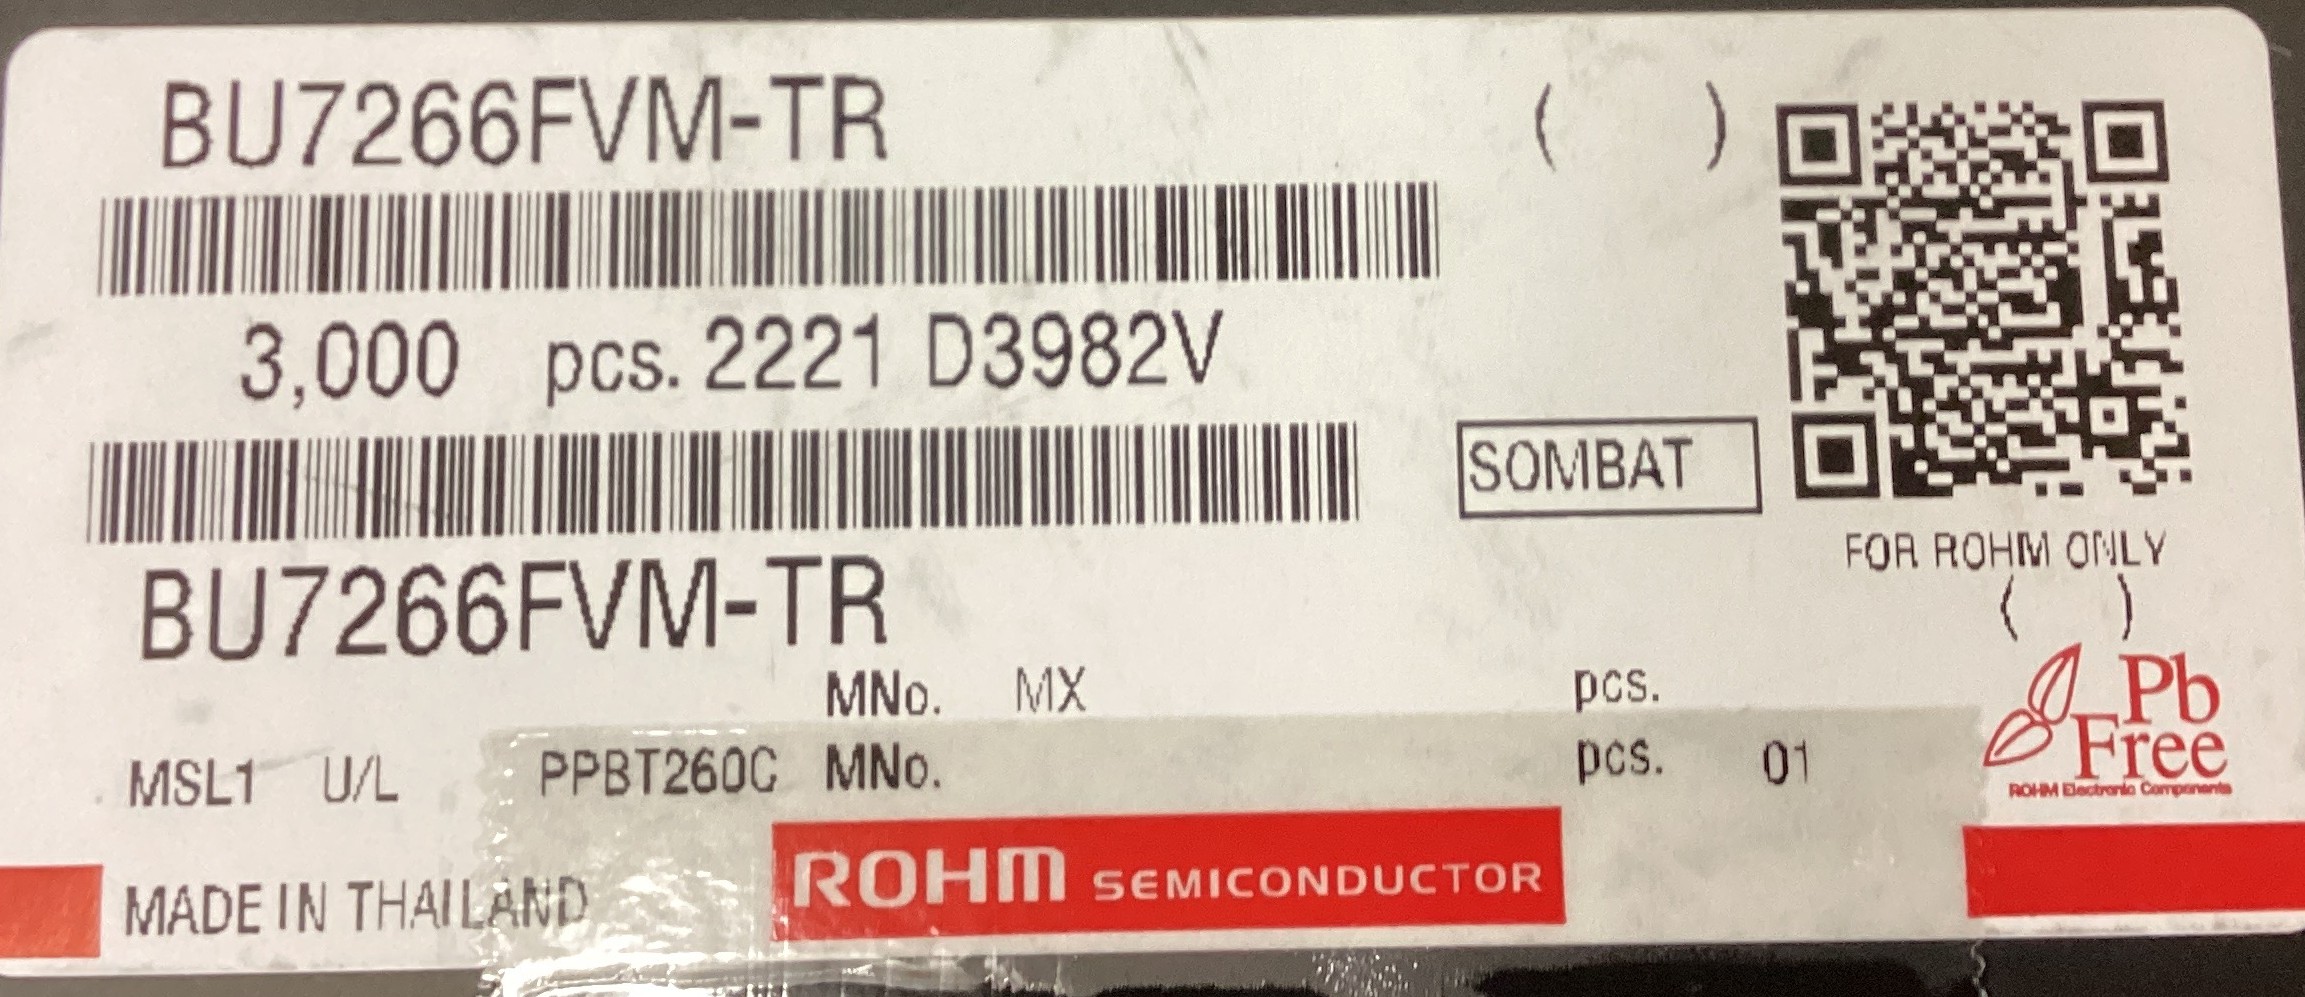 BU7266FVM-TR ( )
3,000 pcs. 2221 D3982V
SOMBAT
FOR ROHM ONLY
( )
BU7266FVM-TR
MNo. MX pcs.
MSL1 U/L PPBT260C MNo. pcs. 01
Pb
Free
ROHM Electronic Components
MADE IN THAILAND
ROHM SEMICONDUCTOR